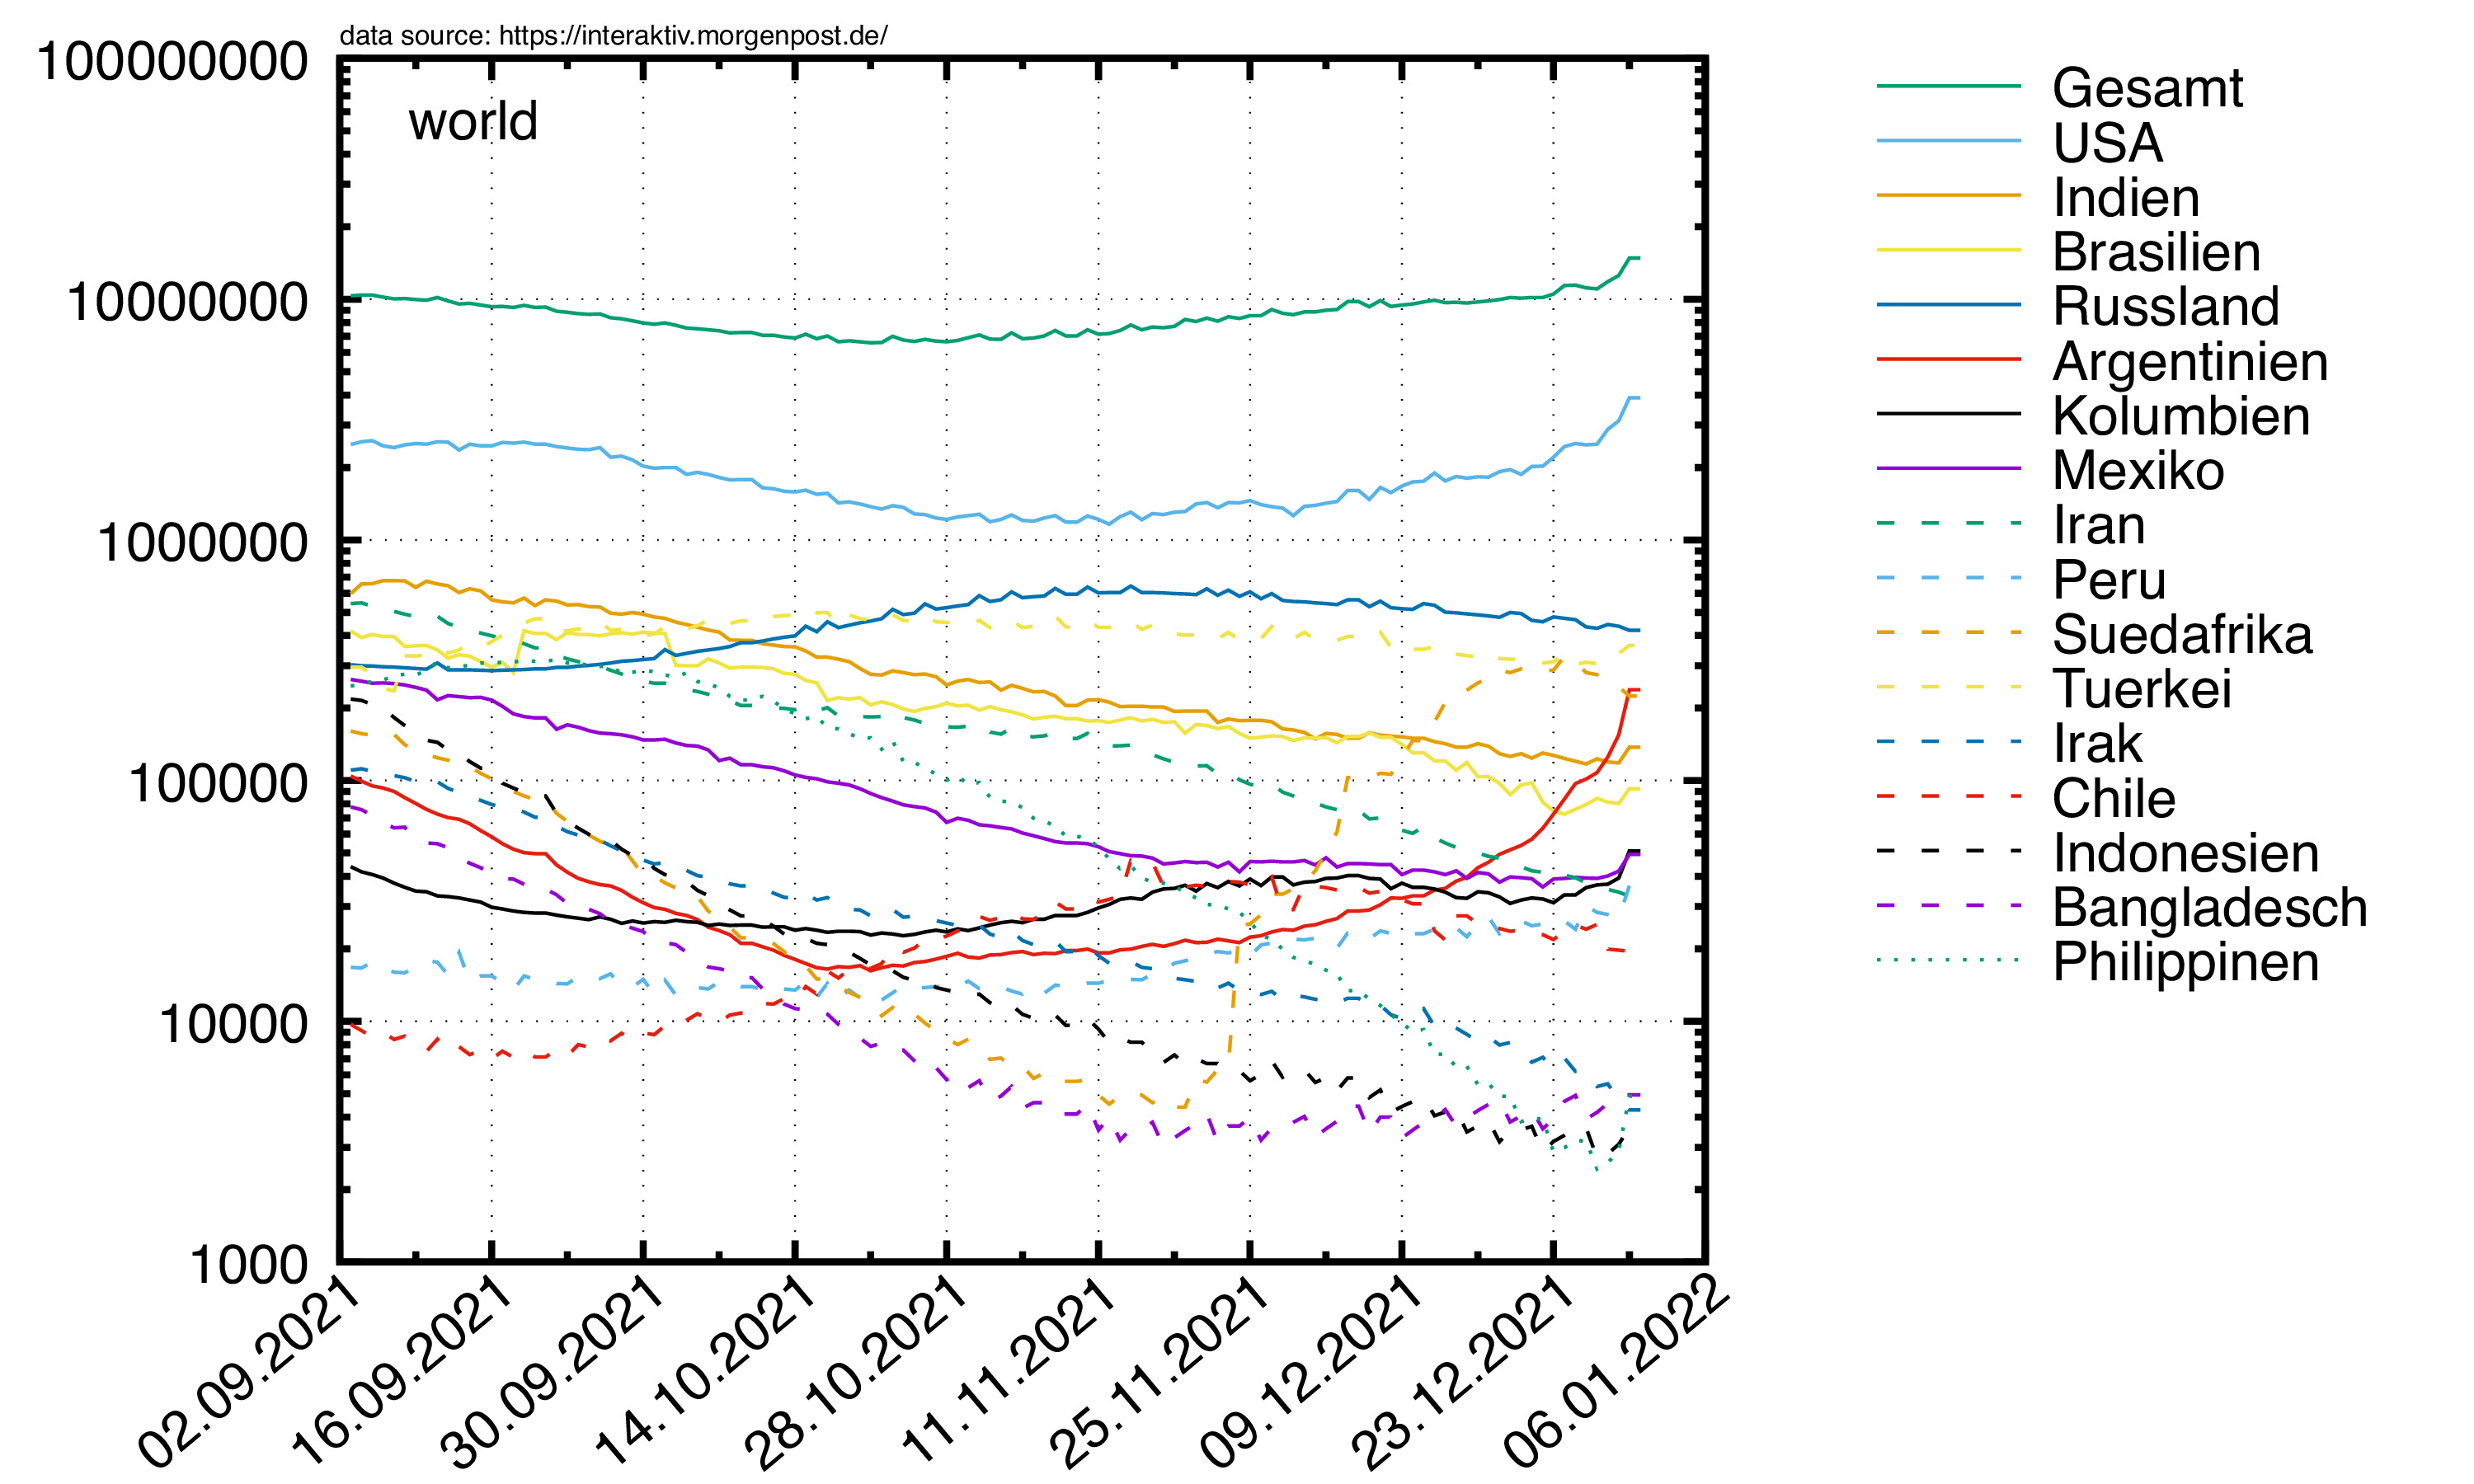 data source: https://interaktiv.morgenpost.de/
100000000
10000000
1000000
100000
10000
1000
world
02.09.2021
16.09.2021
30.09.2021
14.10.2021
28.10.2021
11.11.2021
25.11.2021
09.12.2021
23.12.2021
06.01.2022
Gesamt
USA
Indien
Brasilien
Russland
Argentinien
Kolumbien
Mexiko
Iran
Peru
Suedafrika
Tuerkei
Irak
Chile
Indonesien
Bangladesch
Philippinen